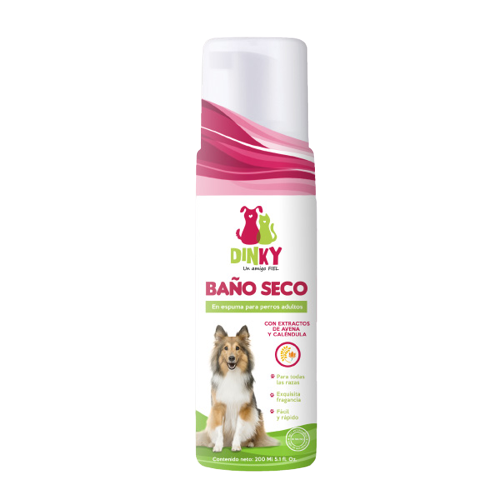 DINKY
Un amigo FIEL
BAÑO SECO
En espuma para perros adultos
CON EXTRACTOS
DE AVENA
Y CALÉNDULA
Para todas
las razas
Exquisita
fragancia
Fácil
y rápido
Contenido neto: 200 Ml 5.1 fl. Oz.